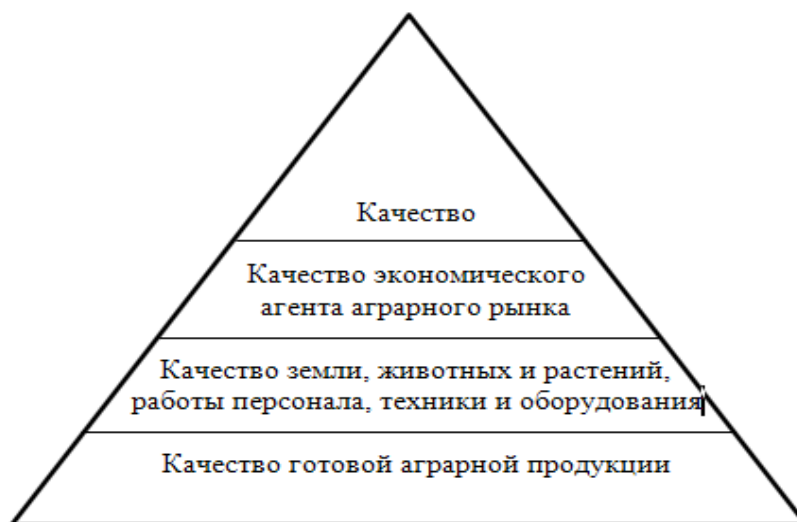 Качество
Качество экономического
агента аграрного рынка
Качество земли, животных и растений,
работы персонала, техники и оборудования
Качество готовой аграрной продукции